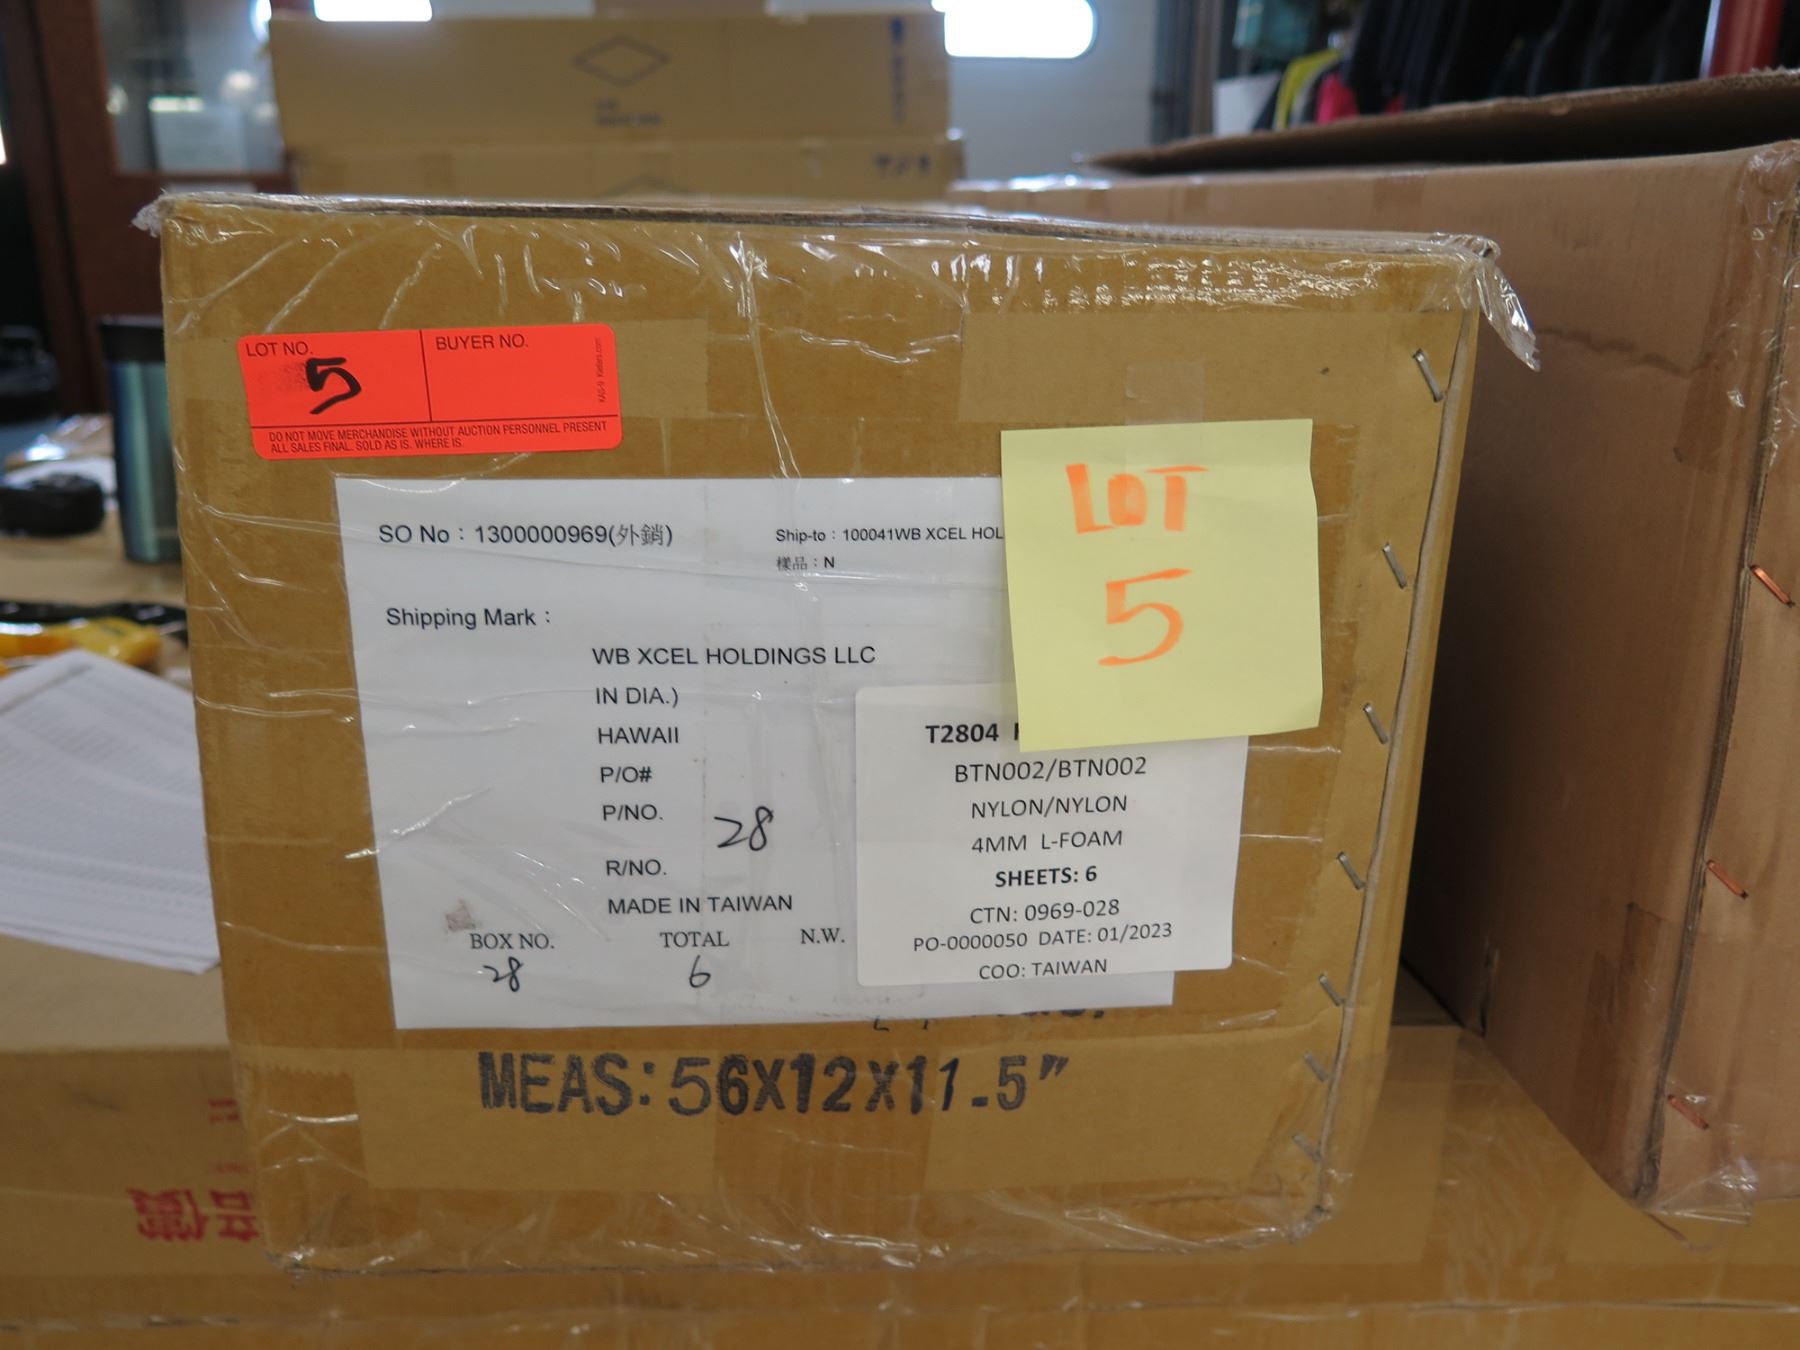 LOT NO.
5
BUYER NO.
DO NOT MOVE MERCHANDISE WITHOUT AUCTION PERSONNEL PRESENT
ALL SALES FINAL. SOLD AS IS. WHERE IS.
LOT
5
SO No : 1300000969(外銷)
Ship-to : 100041WB XCEL HOL
樣品 : N
Shipping Mark :
WB XCEL HOLDINGS LLC
IN DIA.)
HAWAII
P/O#
P/NO. 28
R/NO.
MADE IN TAIWAN
BOX NO. TOTAL N.W.
28 6
T2804
BTN002/BTN002
NYLON/NYLON
4MM L-FOAM
SHEETS: 6
CTN: 0969-028
PO-0000050 DATE: 01/2023
COO: TAIWAN
MEAS:56X12X11.5"